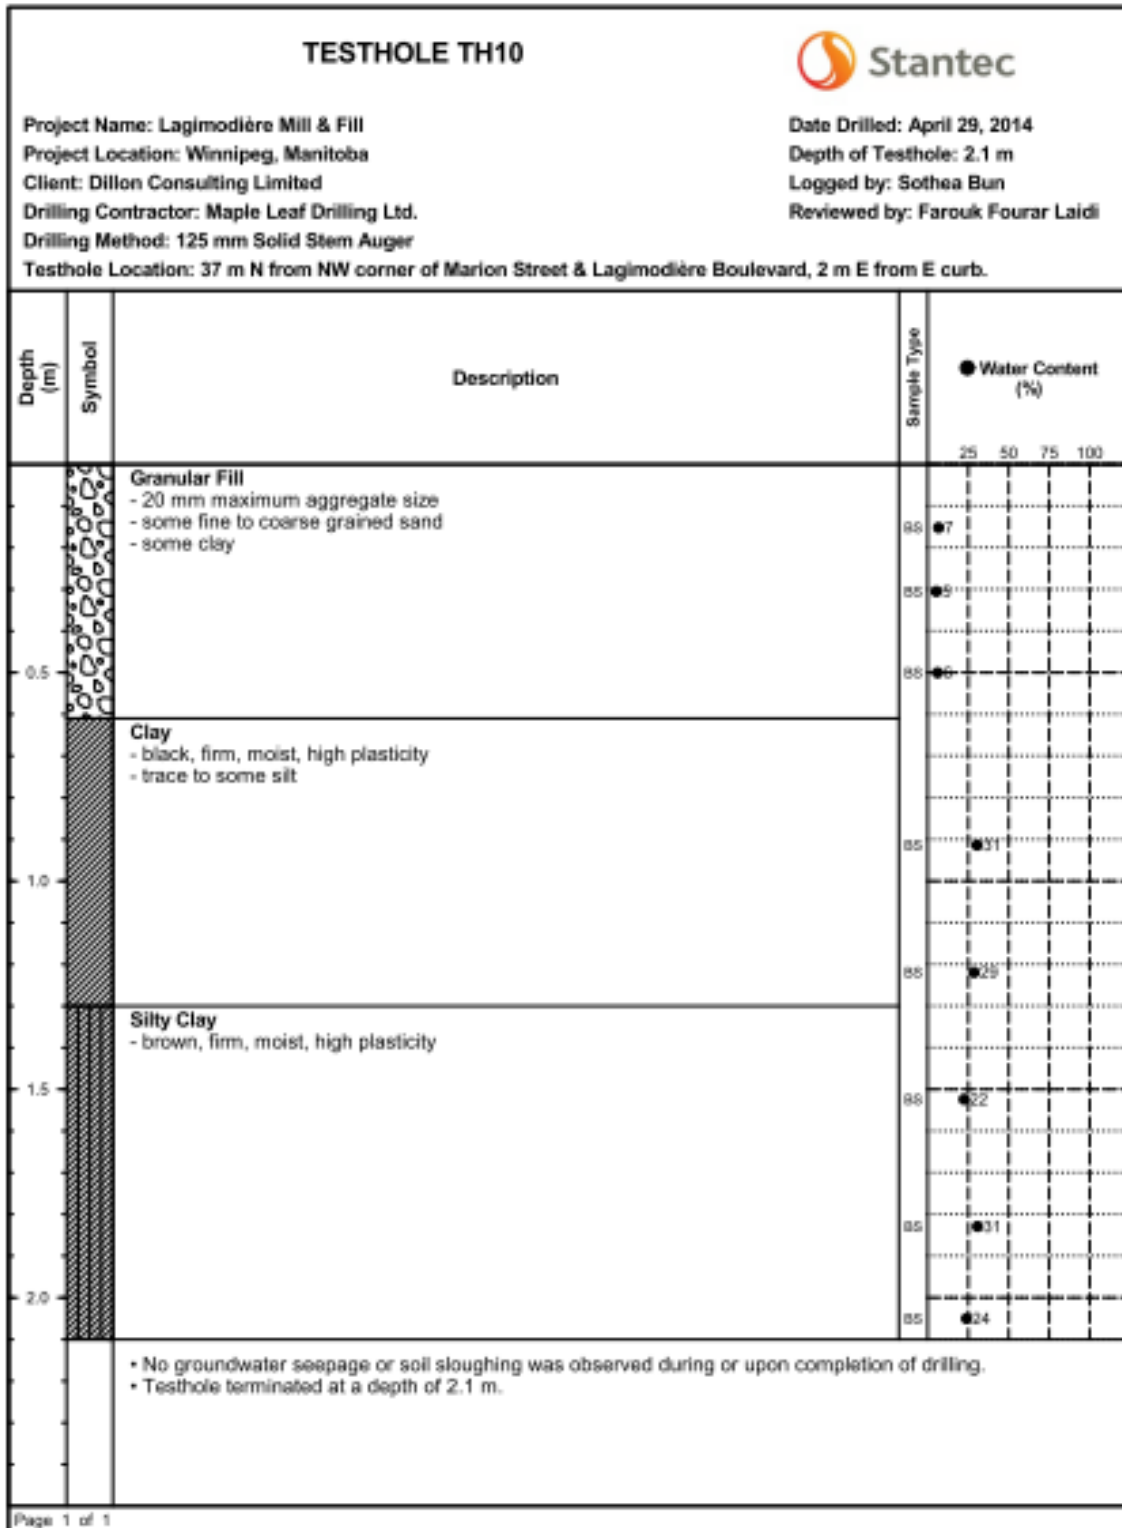 TESTHOLE TH10
Stantec
Project Name: Lagimodière Mill & Fill
Project Location: Winnipeg, Manitoba
Client: Dillon Consulting Limited
Drilling Contractor: Maple Leaf Drilling Ltd.
Drilling Method: 125 mm Solid Stem Auger
Testhole Location: 37 m N from NW corner of Marion Street & Lagimodière Boulevard, 2 m E from E curb.
Date Drilled: April 29, 2014
Depth of Testhole: 2.1 m
Logged by: Sothea Bun
Reviewed by: Farouk Fourar Laidi
Depth
(m)
Symbol
Description
Sample Type
Water Content
(%)
25 50 75 100
Granular Fill
- 20 mm maximum aggregate size
- some fine to coarse grained sand
- some clay
BS 7
BS
0.5
BS
Clay
- black, firm, moist, high plasticity
- trace to some silt
BS 31
1.0
BS 29
Silty Clay
- brown, firm, moist, high plasticity
1.5
BS 22
BS 31
2.0
BS 24
• No groundwater seepage or soil sloughing was observed during or upon completion of drilling.
• Testhole terminated at a depth of 2.1 m.
Page 1 of 1